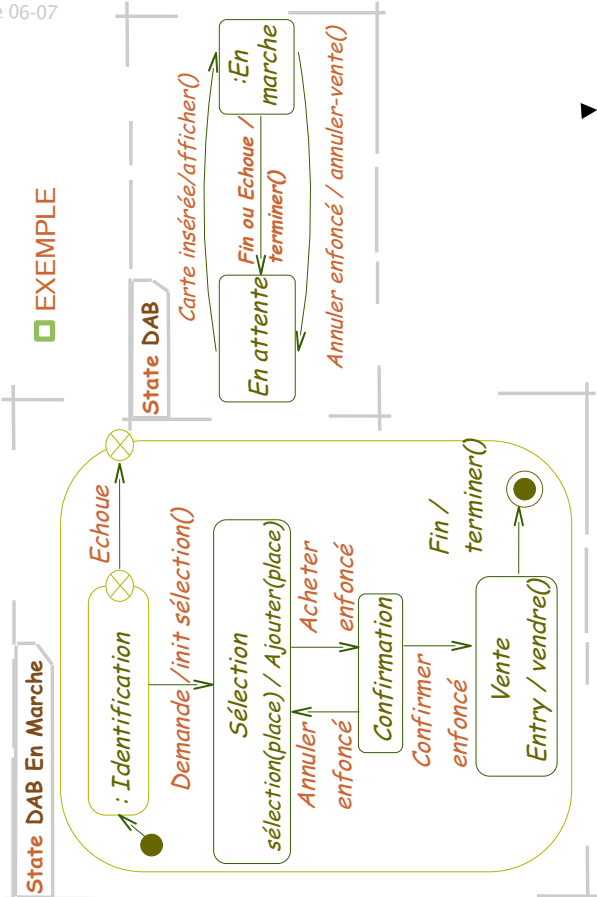 e 06-07
EXEMPLE
State DAB En Marche
: Identification
Echoue
Demande /init sélection()
Sélection
sélection(place) / Ajouter(place)
Annuler
enfoncé
Acheter
enfoncé
Confirmation
Confirmer
enfoncé
Vente
Entry / vendre()
Fin /
terminer()
State DAB
Carte insérée/afficher()
En attente
Fin ou Echoue /
terminer()
:En
marche
Annuler enfoncé / annuler-vente()